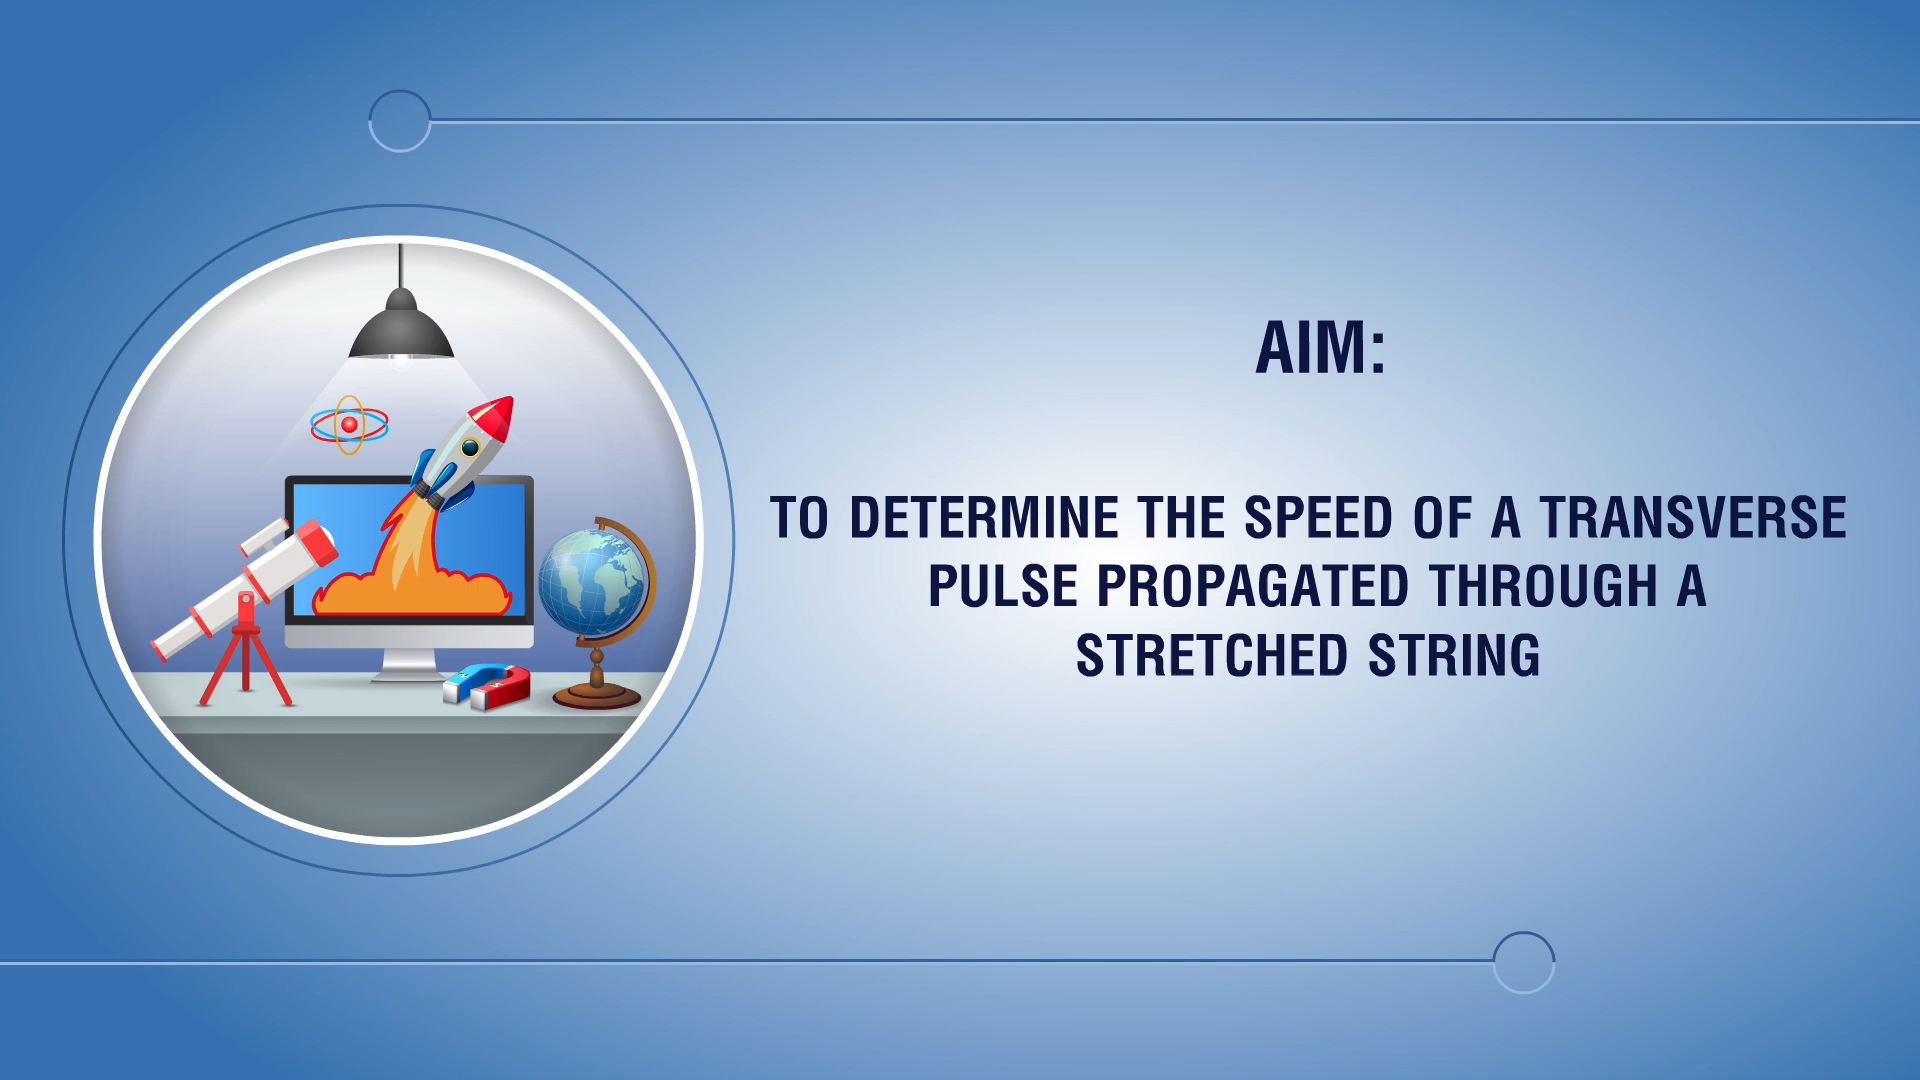 AIM:
TO DETERMINE THE SPEED OF A TRANSVERSE
PULSE PROPAGATED THROUGH A
STRETCHED STRING